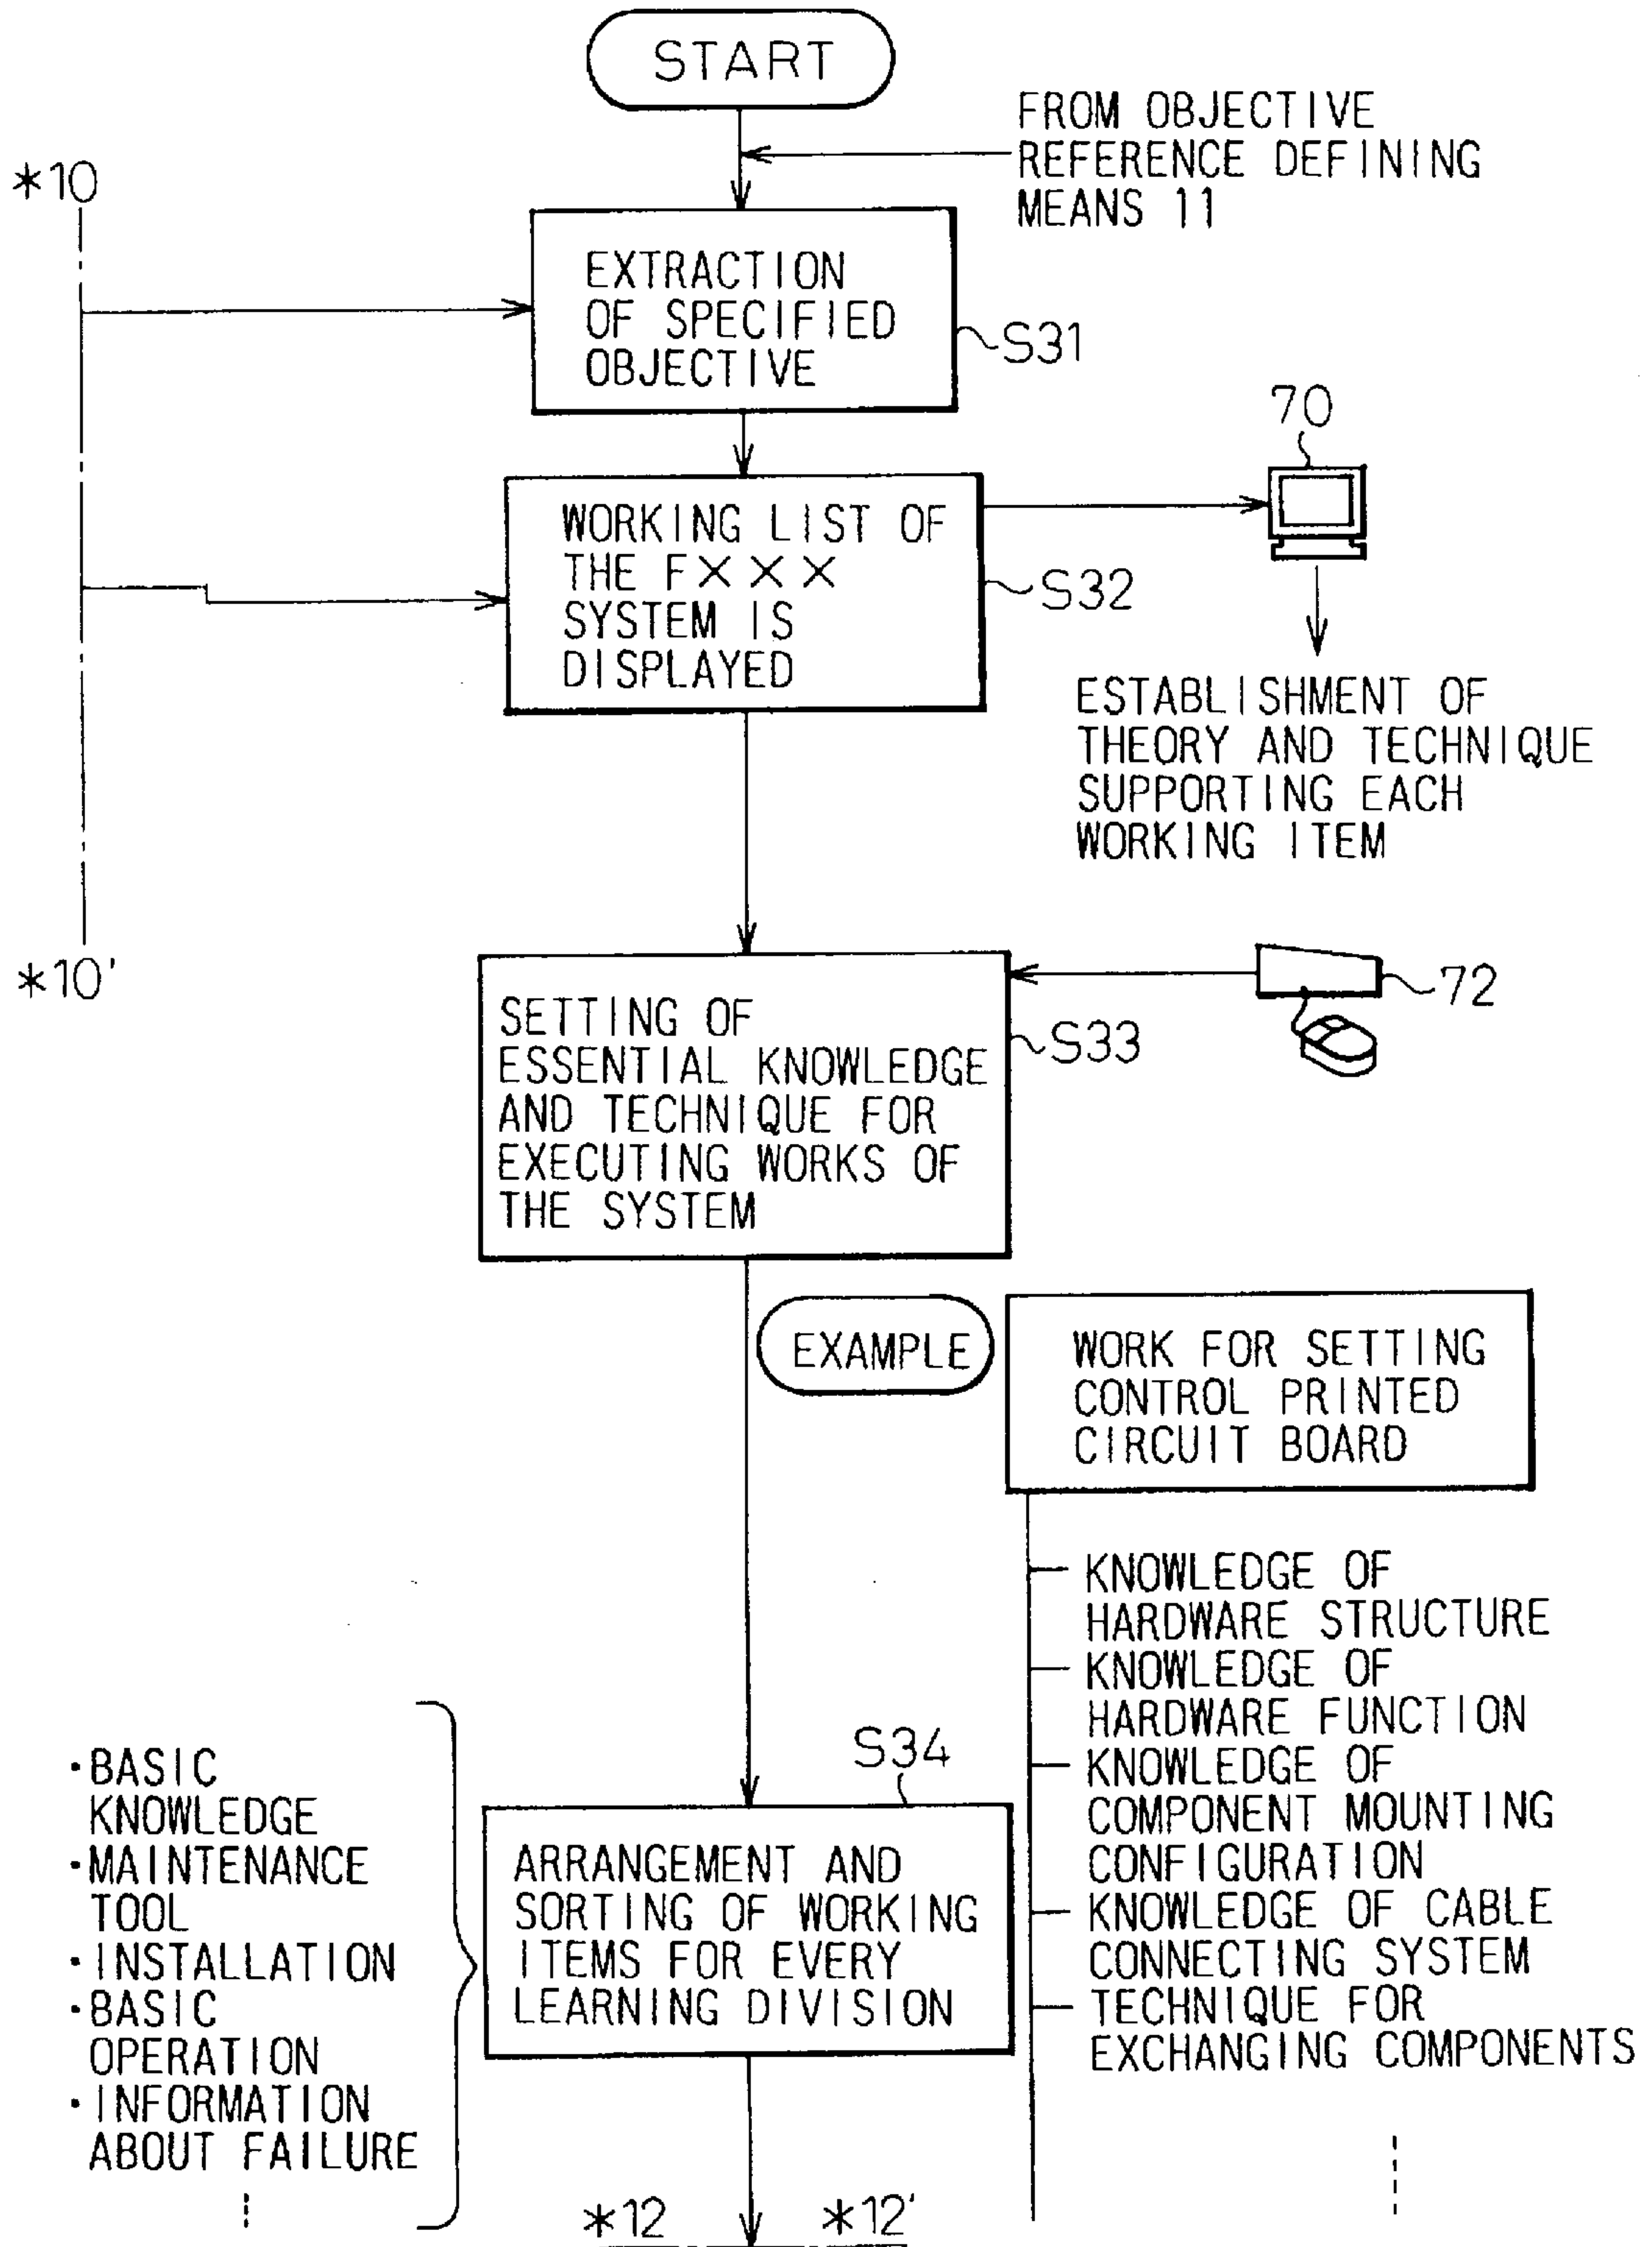 START
FROM OBJECTIVE
REFERENCE DEFINING
MEANS 11
*10
EXTRACTION
OF SPECIFIED
OBJECTIVE
S31
70
WORKING LIST OF
THE F×××
SYSTEM IS
DISPLAYED
S32
ESTABLISHMENT OF
THEORY AND TECHNIQUE
SUPPORTING EACH
WORKING ITEM
*10'
72
SETTING OF
ESSENTIAL KNOWLEDGE
AND TECHNIQUE FOR
EXECUTING WORKS OF
THE SYSTEM
S33
EXAMPLE
WORK FOR SETTING
CONTROL PRINTED
CIRCUIT BOARD
KNOWLEDGE OF
HARDWARE STRUCTURE
KNOWLEDGE OF
HARDWARE FUNCTION
KNOWLEDGE OF
COMPONENT MOUNTING
CONFIGURATION
KNOWLEDGE OF CABLE
CONNECTING SYSTEM
TECHNIQUE FOR
EXCHANGING COMPONENTS
S34
ARRANGEMENT AND
SORTING OF WORKING
ITEMS FOR EVERY
LEARNING DIVISION
·BASIC
KNOWLEDGE
·MAINTENANCE
TOOL
·INSTALLATION
·BASIC
OPERATION
·INFORMATION
ABOUT FAILURE
*12
*12'